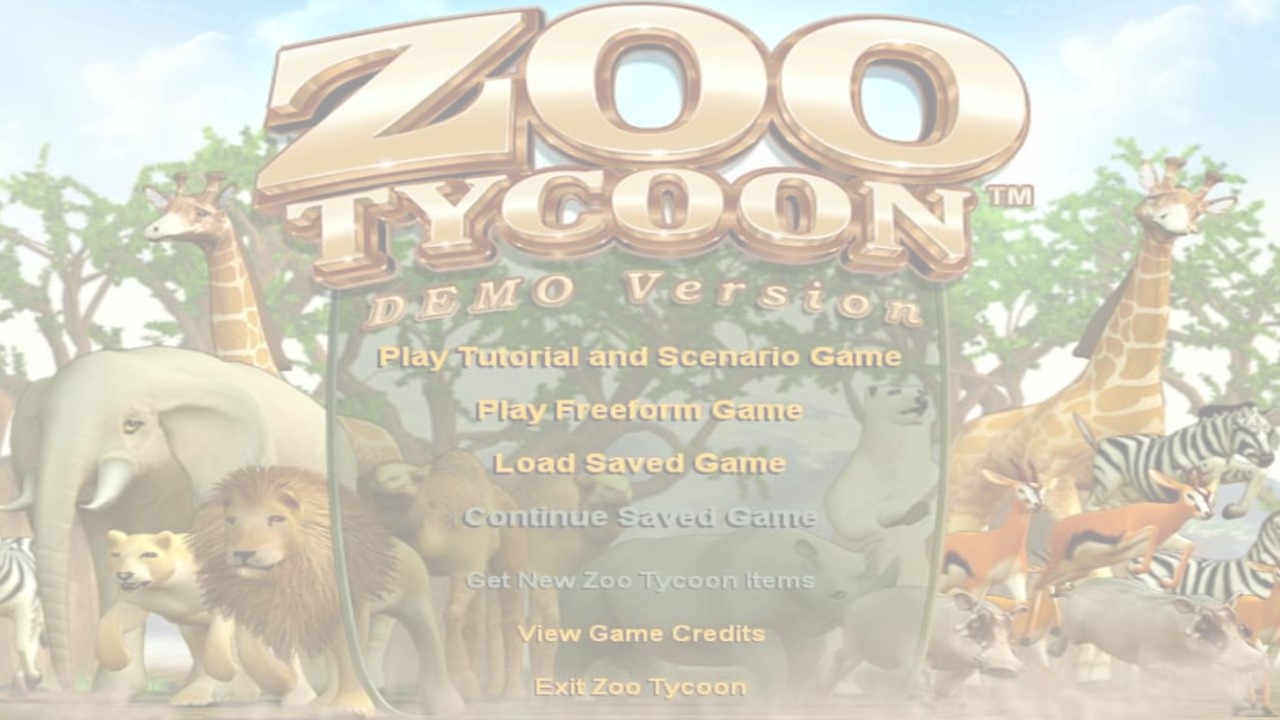 ZOO
TYCOON™
DEMO Version
Play Tutorial and Scenario Game
Play Freeform Game
Load Saved Game
Continue Saved Game
Get New Zoo Tycoon Items
View Game Credits
Exit Zoo Tycoon